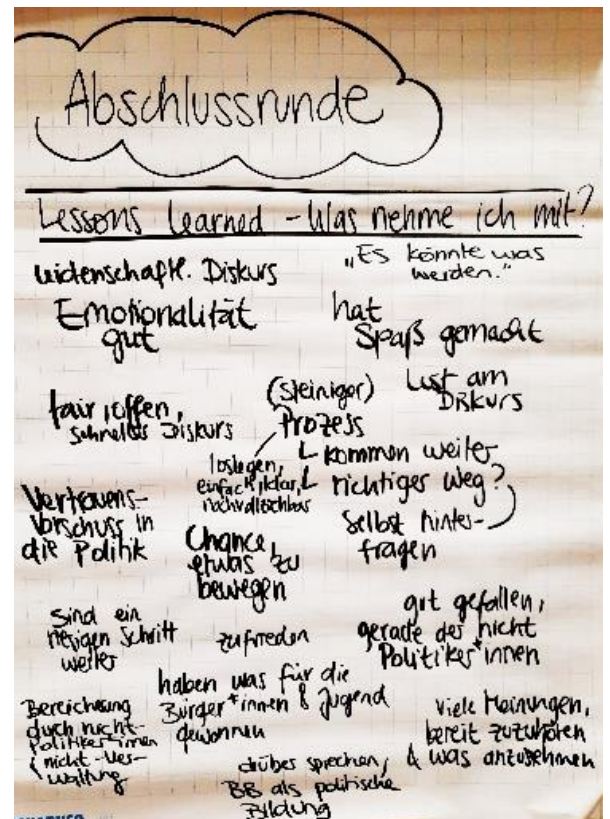 Abschlussrunde
Lessons learned - Was nehme ich mit?
leidenschaftl. Diskurs
"Es könnte was
werden."
Emotionalität
gut
hat
Spaß gemacht
fair, offen,
schneller Diskurs
(steiniger)
Prozess
kommen weiter
richtiger Weg?
Selbst hinter-
fragen
loslegen,
einfach, klar,
nachvollziehbar
Lust am
Diskurs
Vertrauens-
vorschuss in
die Politik
Chance,
etwas zu
bewegen
sind ein
riesigen Schritt
weiter
zufrieden
gut gefallen,
gerade der nicht
Politiker*innen
haben was für die
Bürger*innen & Jugend
gewonnen
Bereicherung
durch nicht-
Politiker*innen
& nicht-Ver-
waltung
viele Meinungen,
bereit zuzuhören
& was anzunehmen
drüber sprechen,
BB als politische
Bildung